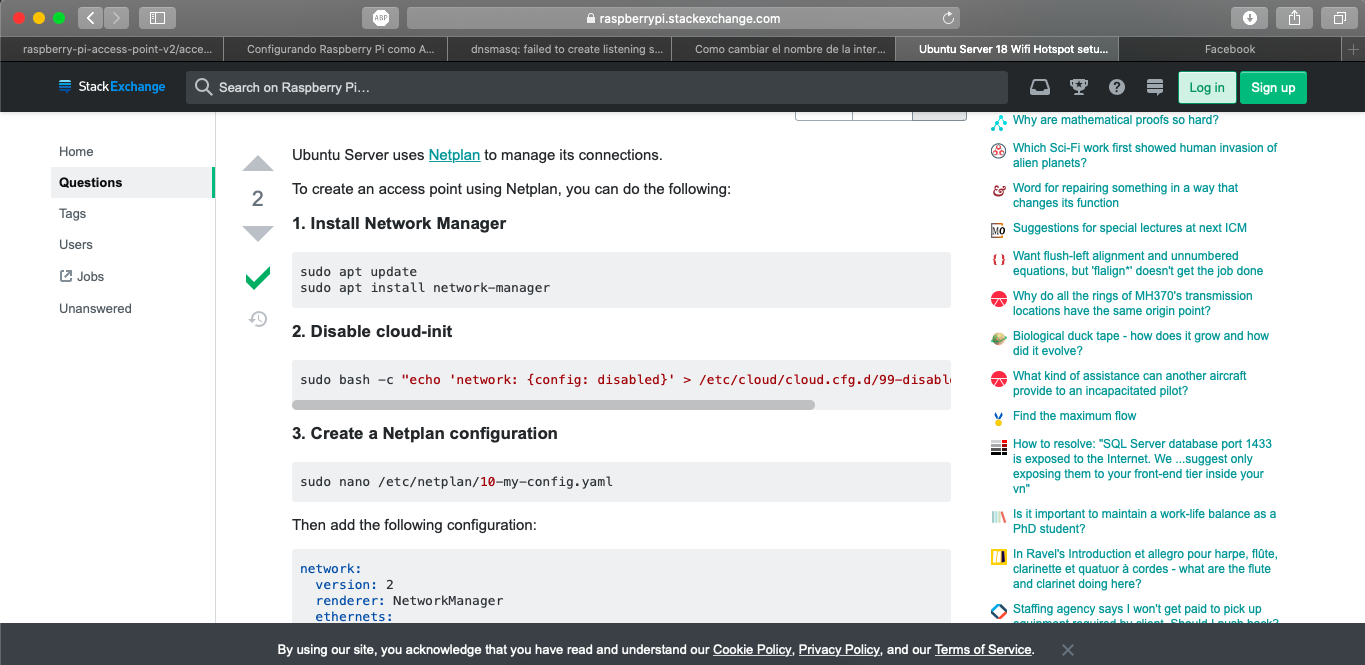 ABP
raspberrypi.stackexchange.com
raspberry-pi-access-point-v2/acce...
Configurando Raspberry Pi como A...
dnsmasq: failed to create listening s...
Como cambiar el nombre de la inter...
Ubuntu Server 18 Wifi Hotspot setu...
Facebook
StackExchange
Search on Raspberry Pi...
Log in
Sign up
Home
Questions
Tags
Users
Jobs
Unanswered
2
Ubuntu Server uses Netplan to manage its connections.
To create an access point using Netplan, you can do the following:
1. Install Network Manager
sudo apt update
sudo apt install network-manager
2. Disable cloud-init
sudo bash -c "echo 'network: {config: disabled}' > /etc/cloud/cloud.cfg.d/99-disabl
3. Create a Netplan configuration
sudo nano /etc/netplan/10-my-config.yaml
Then add the following configuration:
network:
version: 2
renderer: NetworkManager
ethernets:
Why are mathematical proofs so hard?
Which Sci-Fi work first showed human invasion of
alien planets?
Word for repairing something in a way that
changes its function
MO
Suggestions for special lectures at next ICM
Want flush-left alignment and unnumbered
equations, but 'flalign*' doesn't get the job done
Why do all the rings of MH370's transmission
locations have the same origin point?
Biological duck tape - how does it grow and how
did it evolve?
What kind of assistance can another aircraft
provide to an incapacitated pilot?
Find the maximum flow
How to resolve: "SQL Server database port 1433
is exposed to the Internet. We ...suggest only
exposing them to your front-end tier inside your
vn"
Is it important to maintain a work-life balance as a
PhD student?
In Ravel's Introduction et allegro pour harpe, flûte,
clarinette et quatuor à cordes - what are the flute
and clarinet doing here?
Staffing agency says I won't get paid to pick up
equipment required by client. Should I push back?
By using our site, you acknowledge that you have read and understand our Cookie Policy, Privacy Policy, and our Terms of Service.